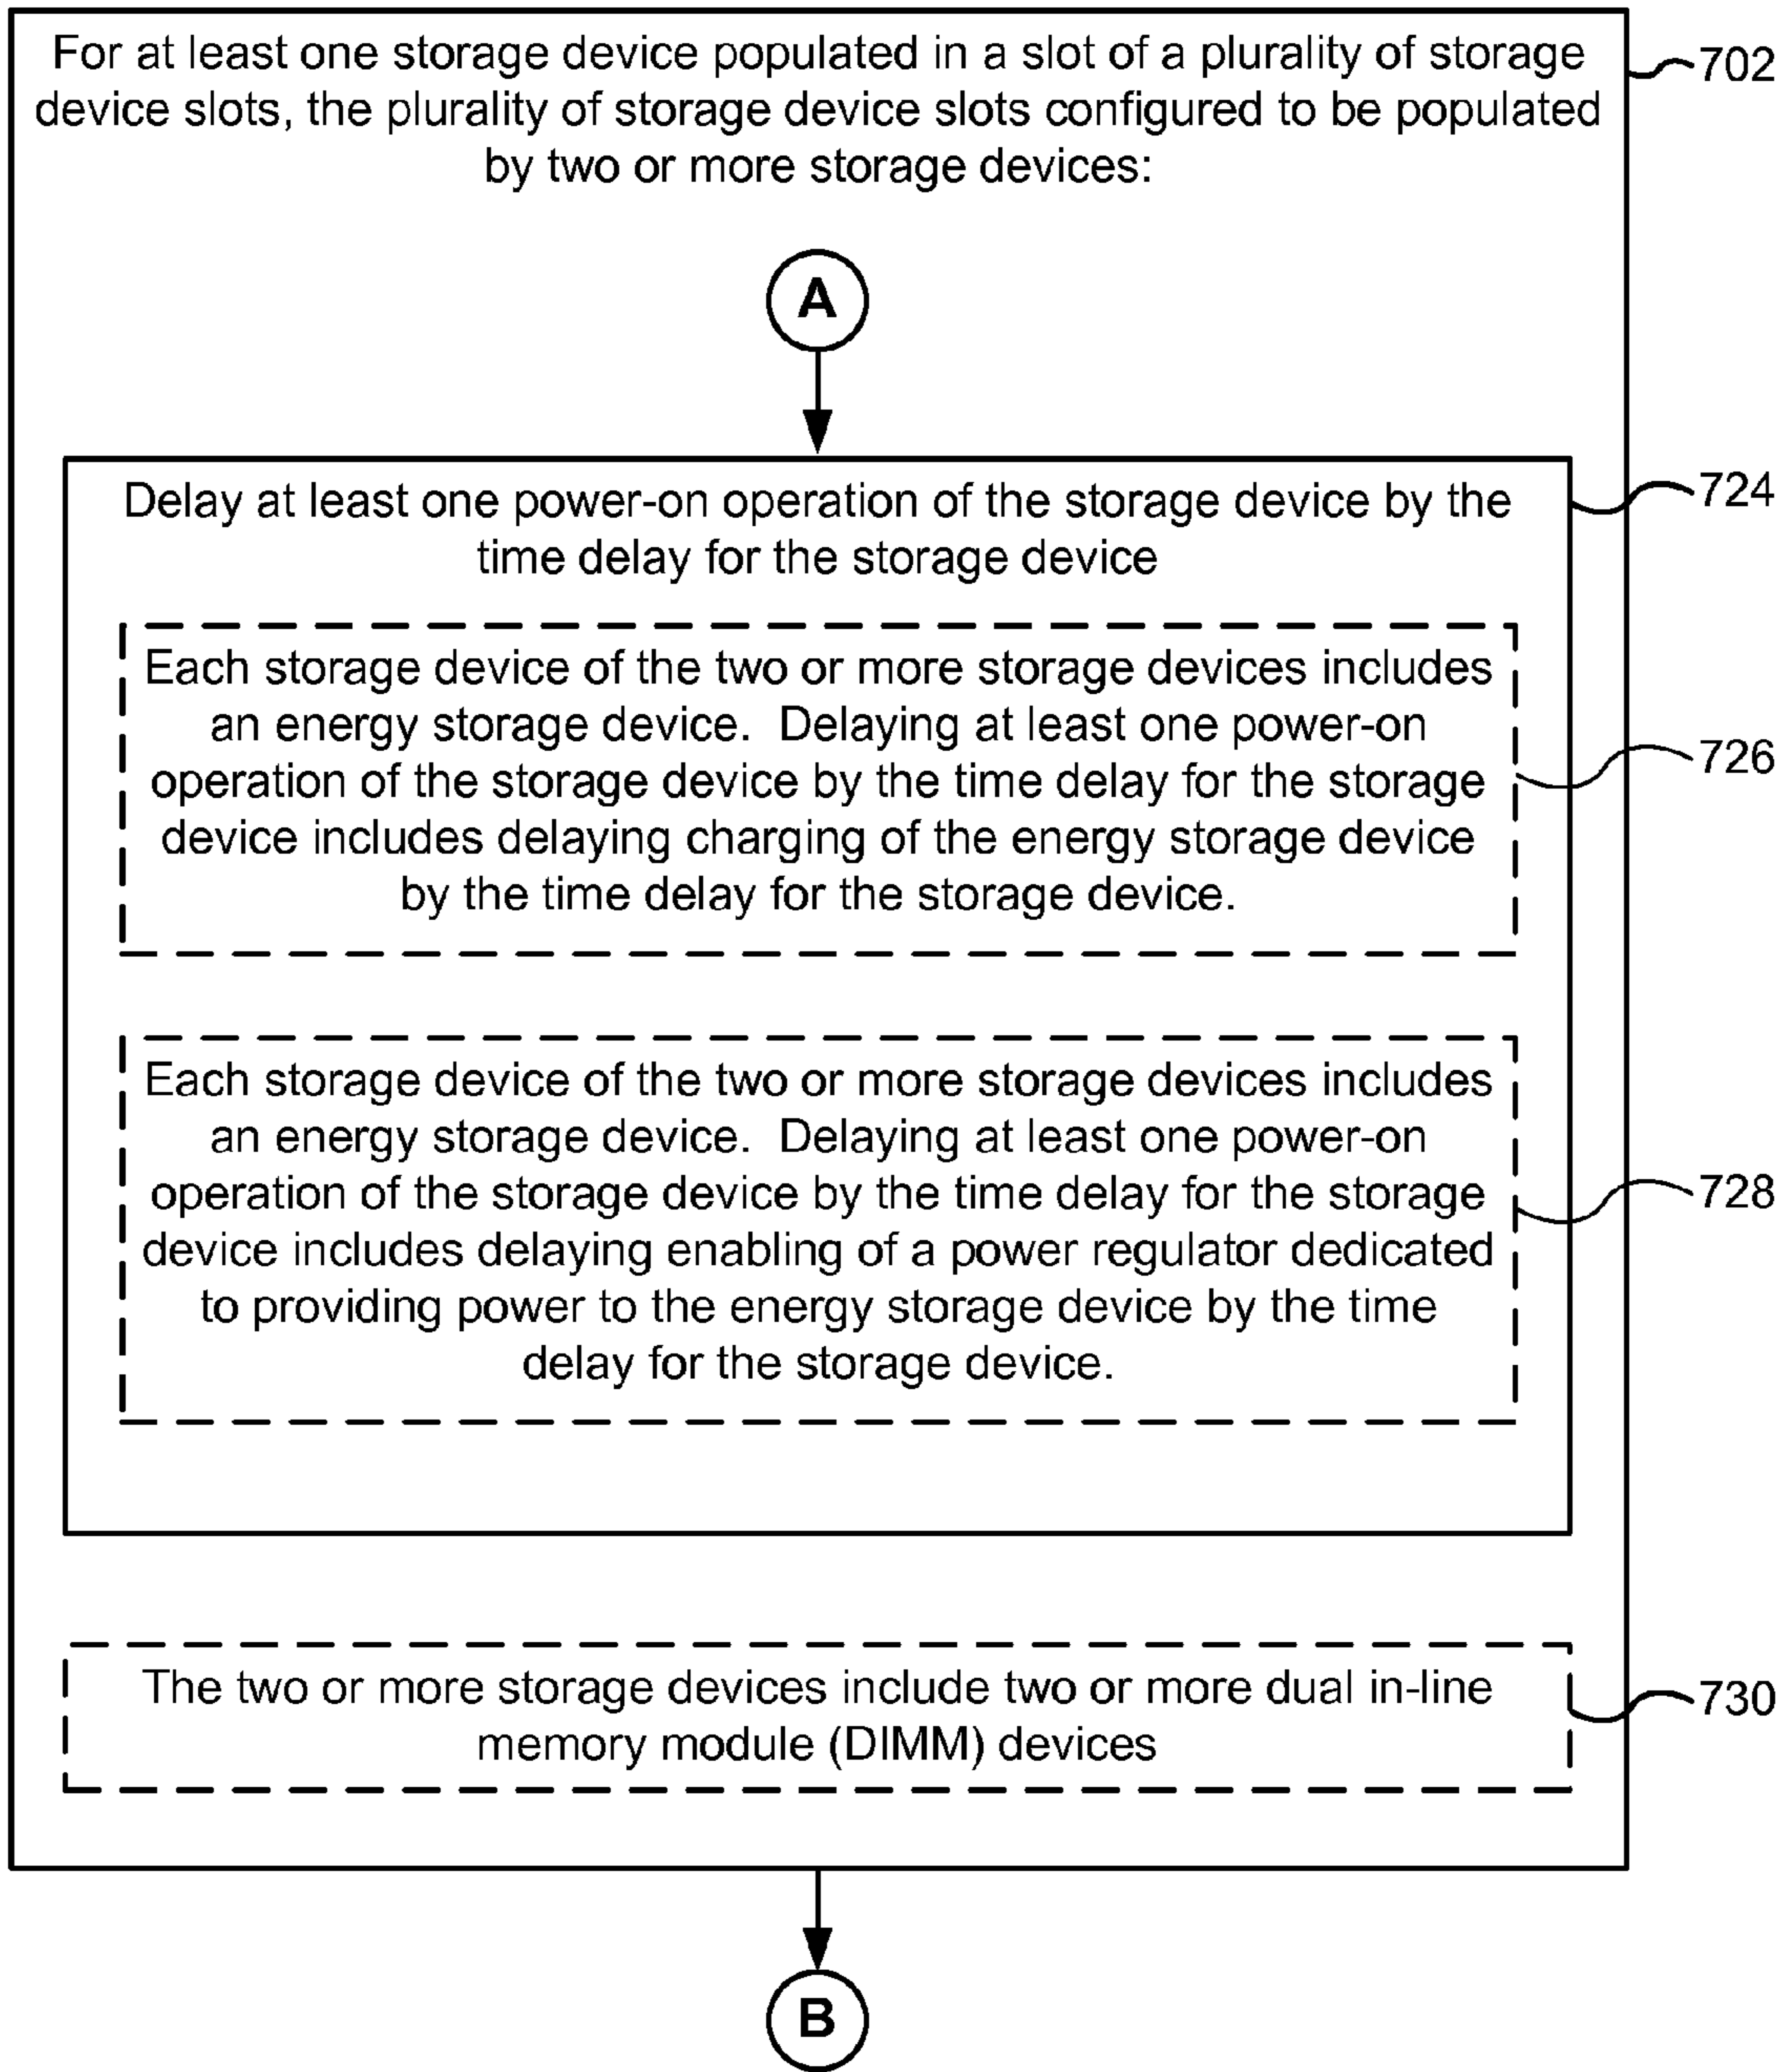 For at least one storage device populated in a slot of a plurality of storage
device slots, the plurality of storage device slots configured to be populated
by two or more storage devices:
702
A
Delay at least one power-on operation of the storage device by the
time delay for the storage device
724
Each storage device of the two or more storage devices includes
an energy storage device.  Delaying at least one power-on
operation of the storage device by the time delay for the storage
device includes delaying charging of the energy storage device
by the time delay for the storage device.
726
Each storage device of the two or more storage devices includes
an energy storage device.  Delaying at least one power-on
operation of the storage device by the time delay for the storage
device includes delaying enabling of a power regulator dedicated
to providing power to the energy storage device by the time
delay for the storage device.
728
The two or more storage devices include two or more dual in-line
memory module (DIMM) devices
730
B